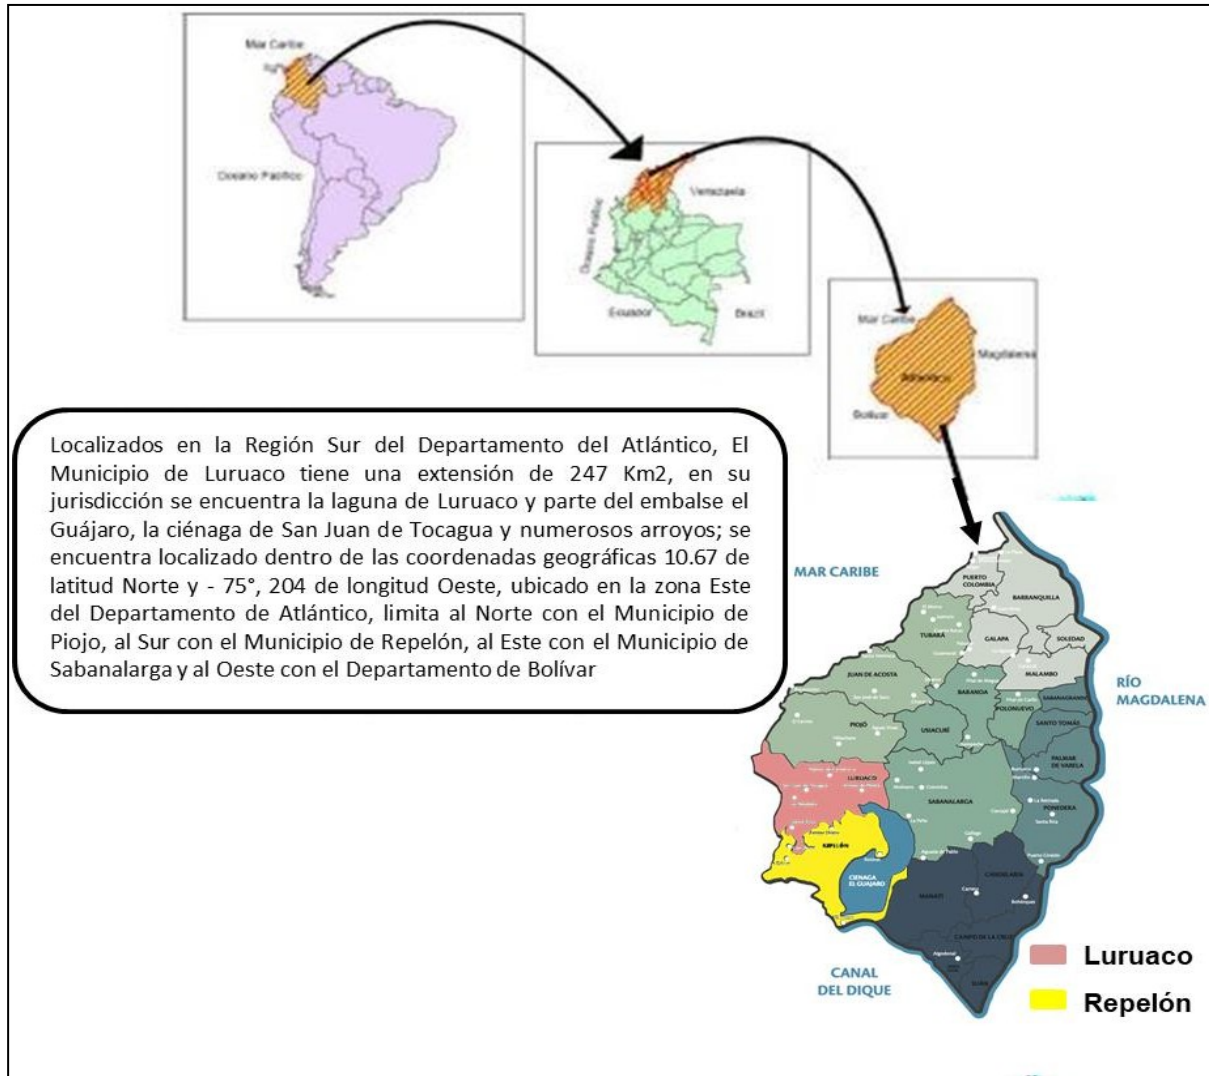 Mar Caribe
Oceano Pacifico
Venezuela
Oceano Pacifico
Ecuador
Brazil
Mar Caribe
Magdalena
Bolivar
Localizados en la Región Sur del Departamento del Atlántico, El
Municipio de Luruaco tiene una extensión de 247 Km2, en su
jurisdicción se encuentra la laguna de Luruaco y parte del embalse el
Guájaro, la ciénaga de San Juan de Tocagua y numerosos arroyos; se
encuentra localizado dentro de las coordenadas geográficas 10.67 de
latitud Norte y - 75°, 204 de longitud Oeste, ubicado en la zona Este
del Departamento de Atlántico, limita al Norte con el Municipio de
Piojo, al Sur con el Municipio de Repelón, al Este con el Municipio de
Sabanalarga y al Oeste con el Departamento de Bolívar
MAR CARIBE
PUERTO
COLOMBIA
BARRANQUILLA
TUBARÁ
GALAPA
SOLEDAD
MALAMBO
RÍO
MAGDALENA
JUAN DE ACOSTA
BARANOA
POLONUEVO
SABANAGRANDE
SANTO TOMÁS
PIOJÓ
USIACURÍ
PALMAR
DE VARELA
LURUACO
SABANALARGA
PONEDERA
REPELÓN
CIENAGA
EL GUAJARO
MANATÍ
CANDELARIA
CAMPO DE LA CRUZ
SUAN
CANAL
DEL DIQUE
Luruaco
Repelón